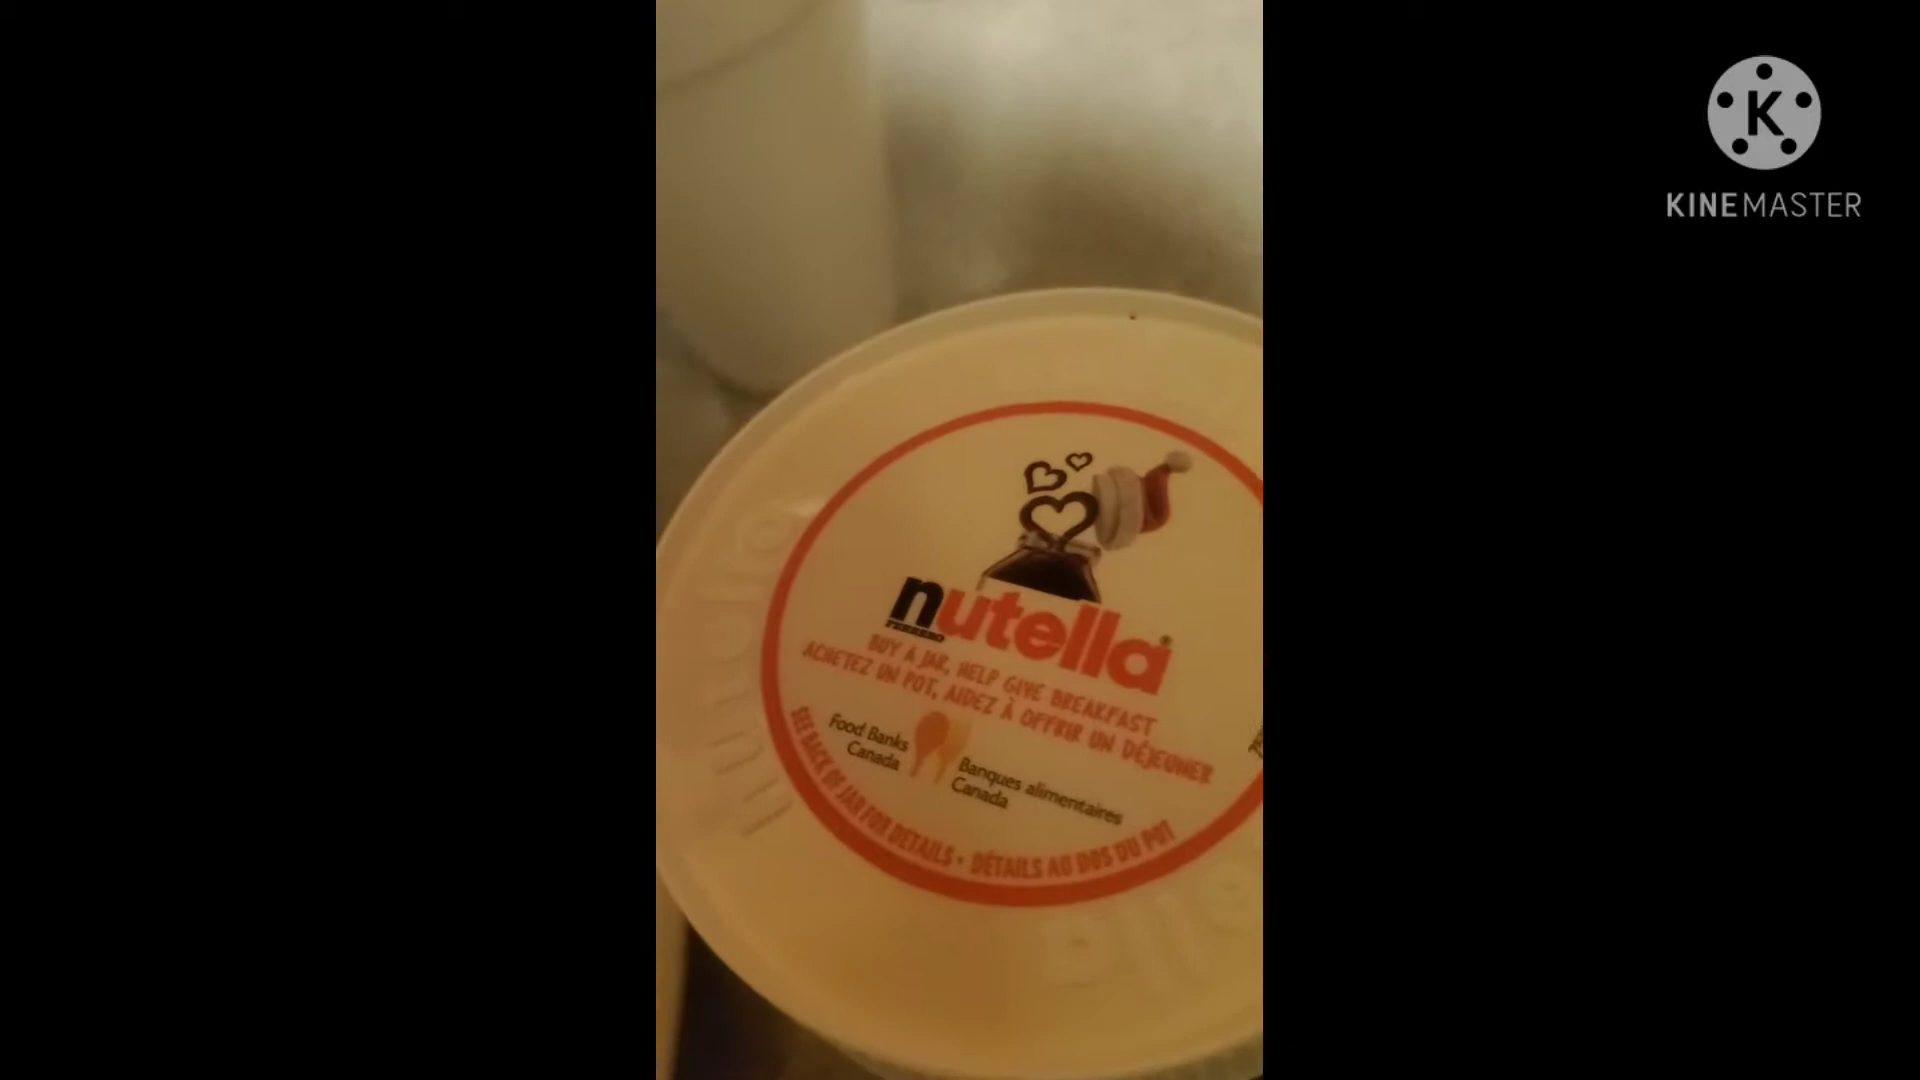 KINEMASTER
nutella
FERRERO
BUY A JAR, HELP GIVE BREAKFAST
ACHETEZ UN POT, AIDEZ À OFFRIR UN DÉJEUNER
Food Banks
Canada
Banques alimentaires
Canada
SEE BACK OF JAR FOR DETAILS • DÉTAILS AU DOS DU POT
nutella